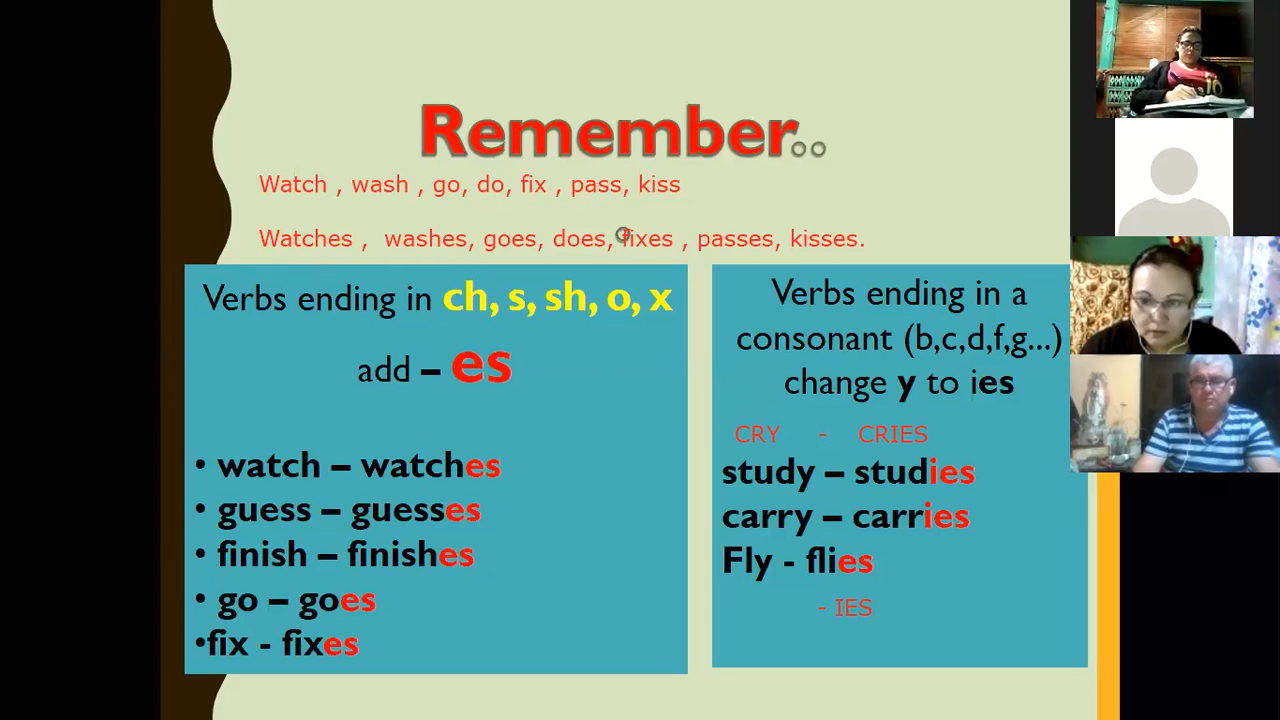 Remember..
Watch , wash , go, do, fix , pass, kiss
Watches , washes, goes, does, fixes , passes, kisses.
Verbs ending in ch, s, sh, o, x
add – es
• watch – watches
• guess – guesses
• finish – finishes
• go – goes
•fix - fixes
Verbs ending in a
consonant (b,c,d,f,g...)
change y to ies
CRY - CRIES
study – studies
carry – carries
Fly - flies
- IES